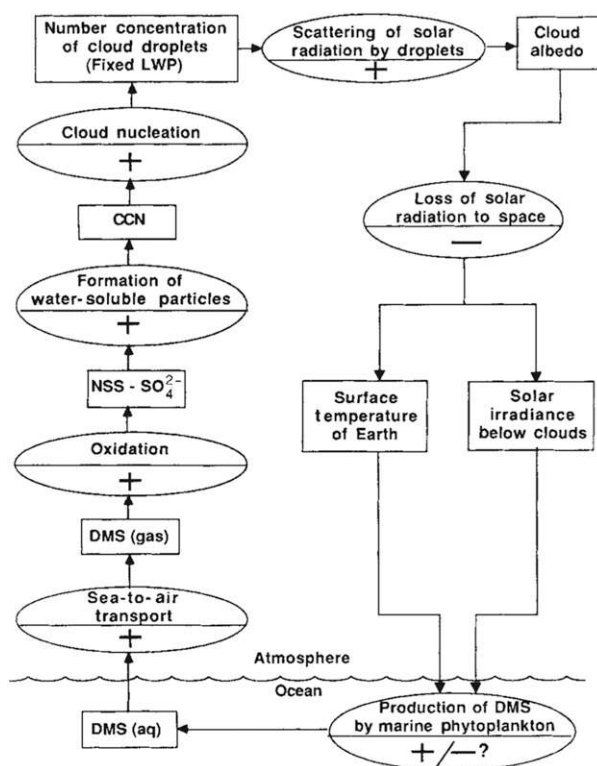 Number concentration
of cloud droplets
(Fixed LWP)
Scattering of solar
radiation by droplets
+
Cloud
albedo
Cloud nucleation
+
Loss of solar
radiation to space
—
CCN
Formation of
water-soluble particles
+
NSS - SO₄²⁻
Surface
temperature
of Earth
Solar
irradiance
below clouds
Oxidation
+
DMS (gas)
Sea-to-air
transport
+
Atmosphere
Ocean
DMS (aq)
Production of DMS
by marine phytoplankton
+/—?